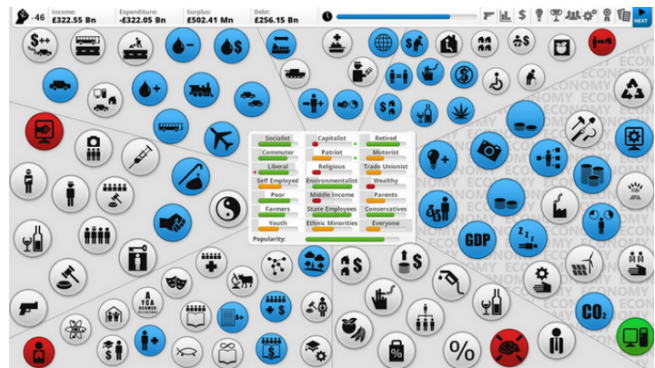 -46
Income:
£322.55 Bn
Expenditure:
-£322.05 Bn
Surplus:
£502.41 Mn
Debt:
£256.15 Bn
NEXT
Socialist Capitalist Retired
Commuter Patriot Motorist
Liberal Religious Trade Unionist
Self Employed Environmentalist Wealthy
Poor Middle Income Parents
Farmers State Employees Conservatives
Youth Ethnic Minorities Everyone
Popularity:
ECONOMY
GDP
CO₂
A+
%